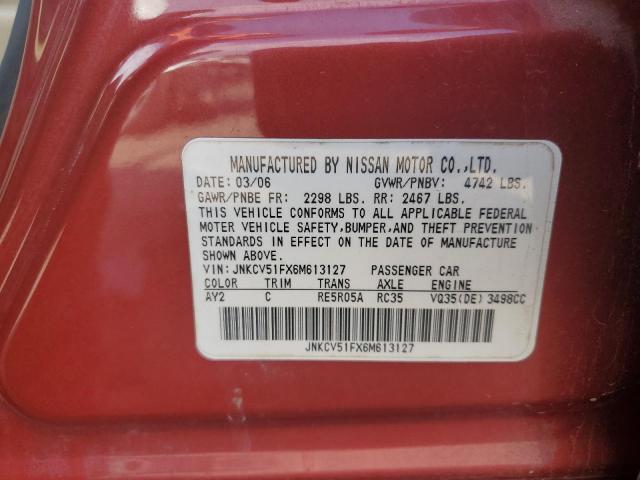 MANUFACTURED BY NISSAN MOTOR CO.,LTD.
DATE: 03/06 GVWR/PNBV: 4742 LBS.
GAWR/PNBE FR: 2298 LBS. RR: 2467 LBS.
THIS VEHICLE CONFORMS TO ALL APPLICABLE FEDERAL
MOTOR VEHICLE SAFETY,BUMPER,AND THEFT PREVENTION
STANDARDS IN EFFECT ON THE DATE OF MANUFACTURE
SHOWN ABOVE.
VIN:JNKCV51FX6M613127 PASSENGER CAR
COLOR TRIM TRANS AXLE ENGINE
AY2 C RE5R05A RC35 VQ35(DE)3498CC
JNKCV51FX6M613127